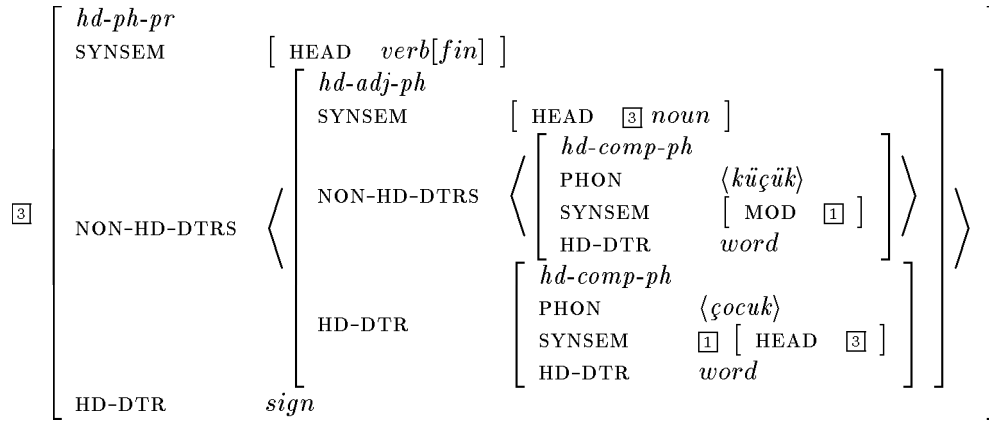 hd-ph-pr
SYNSEM [ HEAD verb[fin] ]
hd-adj-ph
SYNSEM [ HEAD 3 noun ]
hd-comp-ph
PHON ⟨küçük⟩
SYNSEM [ MOD 1 ]
HD-DTR word
NON-HD-DTRS
3 NON-HD-DTRS
hd-comp-ph
PHON ⟨çocuk⟩
SYNSEM 1 [ HEAD 3 ]
HD-DTR word
HD-DTR
HD-DTR sign